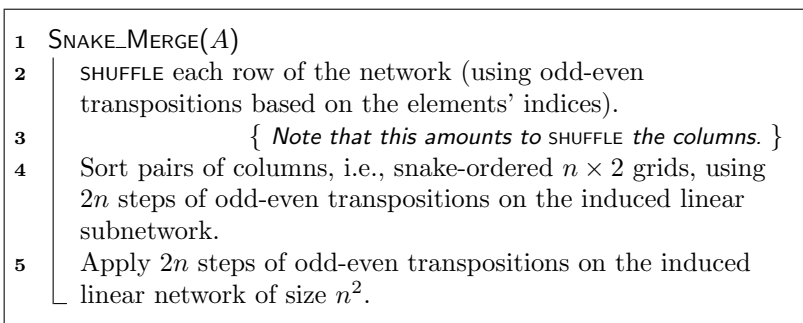 1 SNAKE_MERGE(A)
2 SHUFFLE each row of the network (using odd-even
transpositions based on the elements' indices).
3 { Note that this amounts to SHUFFLE the columns. }
4 Sort pairs of columns, i.e., snake-ordered n × 2 grids, using
2n steps of odd-even transpositions on the induced linear
subnetwork.
5 Apply 2n steps of odd-even transpositions on the induced
linear network of size n².